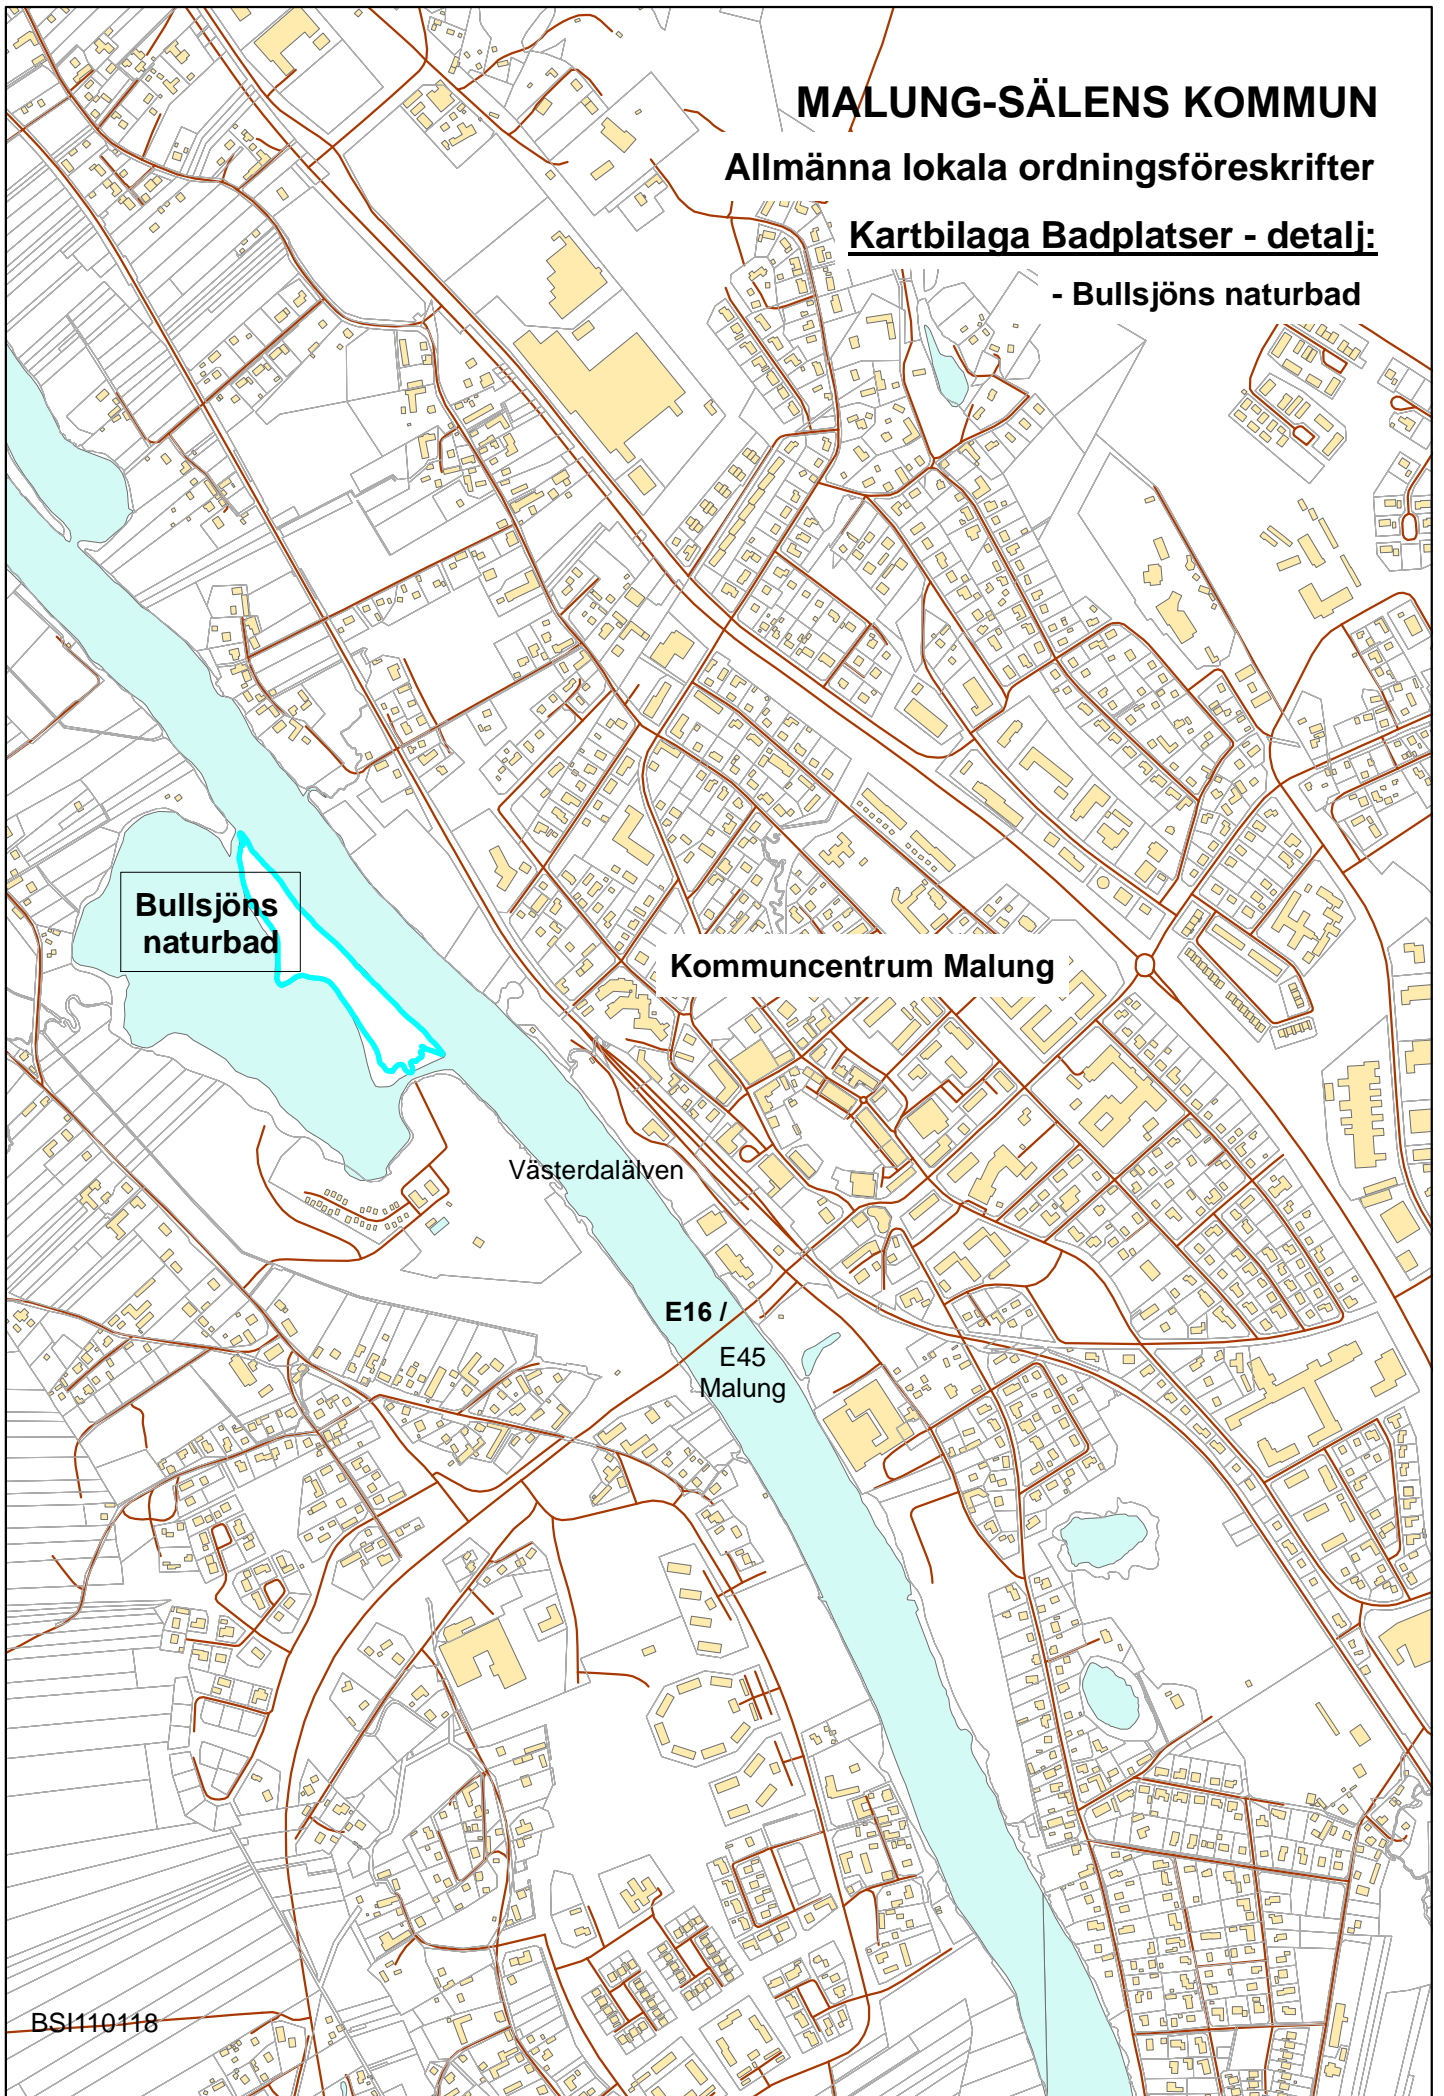 MALUNG-SÄLENS KOMMUN
Allmänna lokala ordningsföreskrifter
Kartbilaga Badplatser - detalj:
- Bullsjöns naturbad
Bullsjöns
naturbad
Kommuncentrum Malung
Västerdalälven
E16 /
E45
Malung
BSI110118